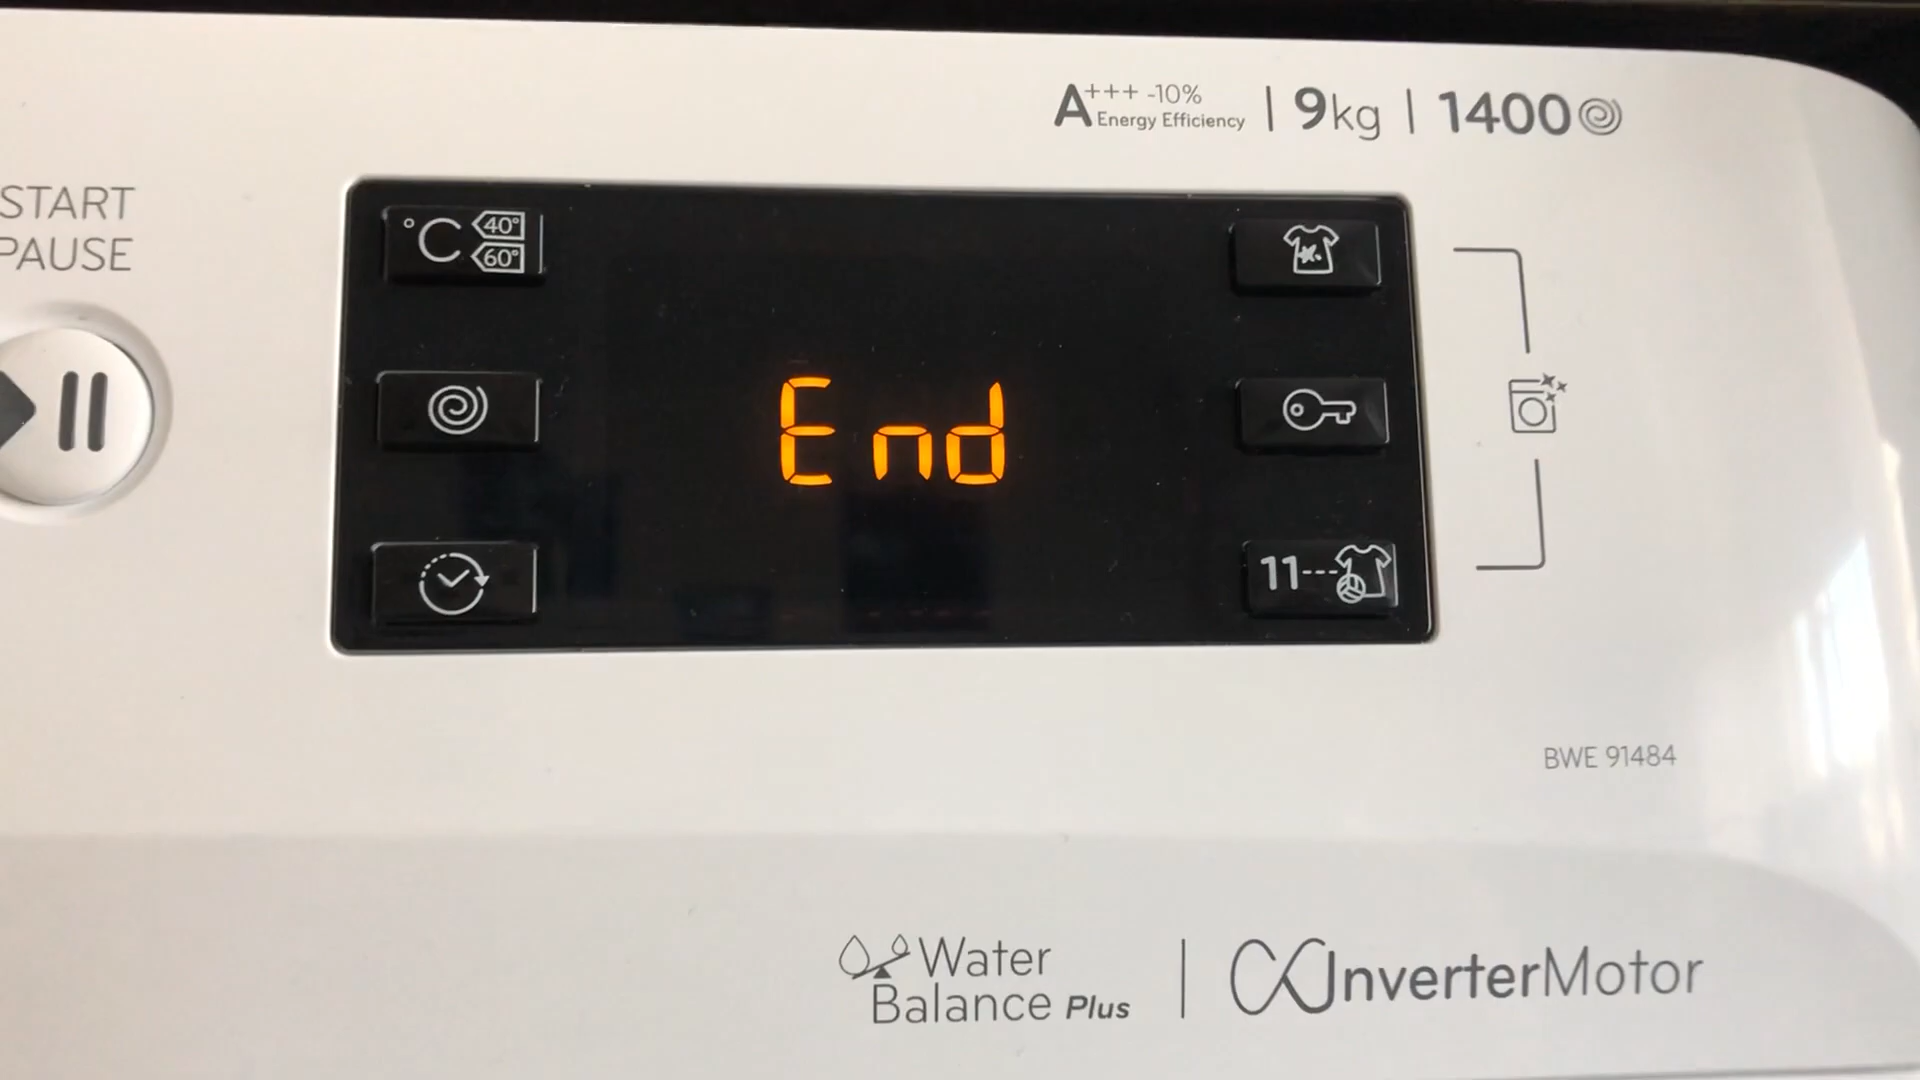 A+++ -10%
Energy Efficiency
9kg
1400
START
PAUSE
°C 40°
60°
End
11---
BWE 91484
Water
Balance Plus
InverterMotor